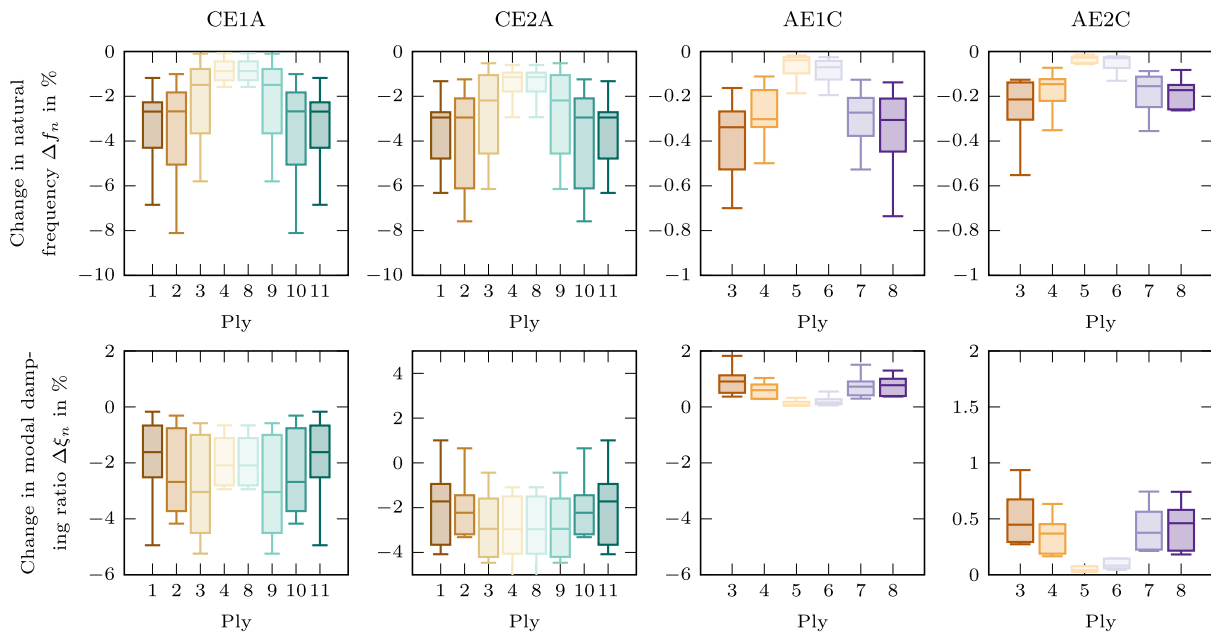 CE1A CE2A AE1C AE2C
Change in natural
frequency Δfn in %
0 0 0 0
−2 −2 −0.2 −0.2
−4 −4 −0.4 −0.4
−6 −6 −0.6 −0.6
−8 −8 −0.8 −0.8
−10 −10 −1 −1
1 2 3 4 8 9 10 11 1 2 3 4 8 9 10 11 3 4 5 6 7 8 3 4 5 6 7 8
Ply Ply Ply Ply
Change in modal damp-
ing ratio Δξn in %
2 4 2 2
0 2 0 1.5
−2 0 −2 1
−4 −2 −4 0.5
−6 −4 −6 0
1 2 3 4 8 9 10 11 1 2 3 4 8 9 10 11 3 4 5 6 7 8 3 4 5 6 7 8
Ply Ply Ply Ply